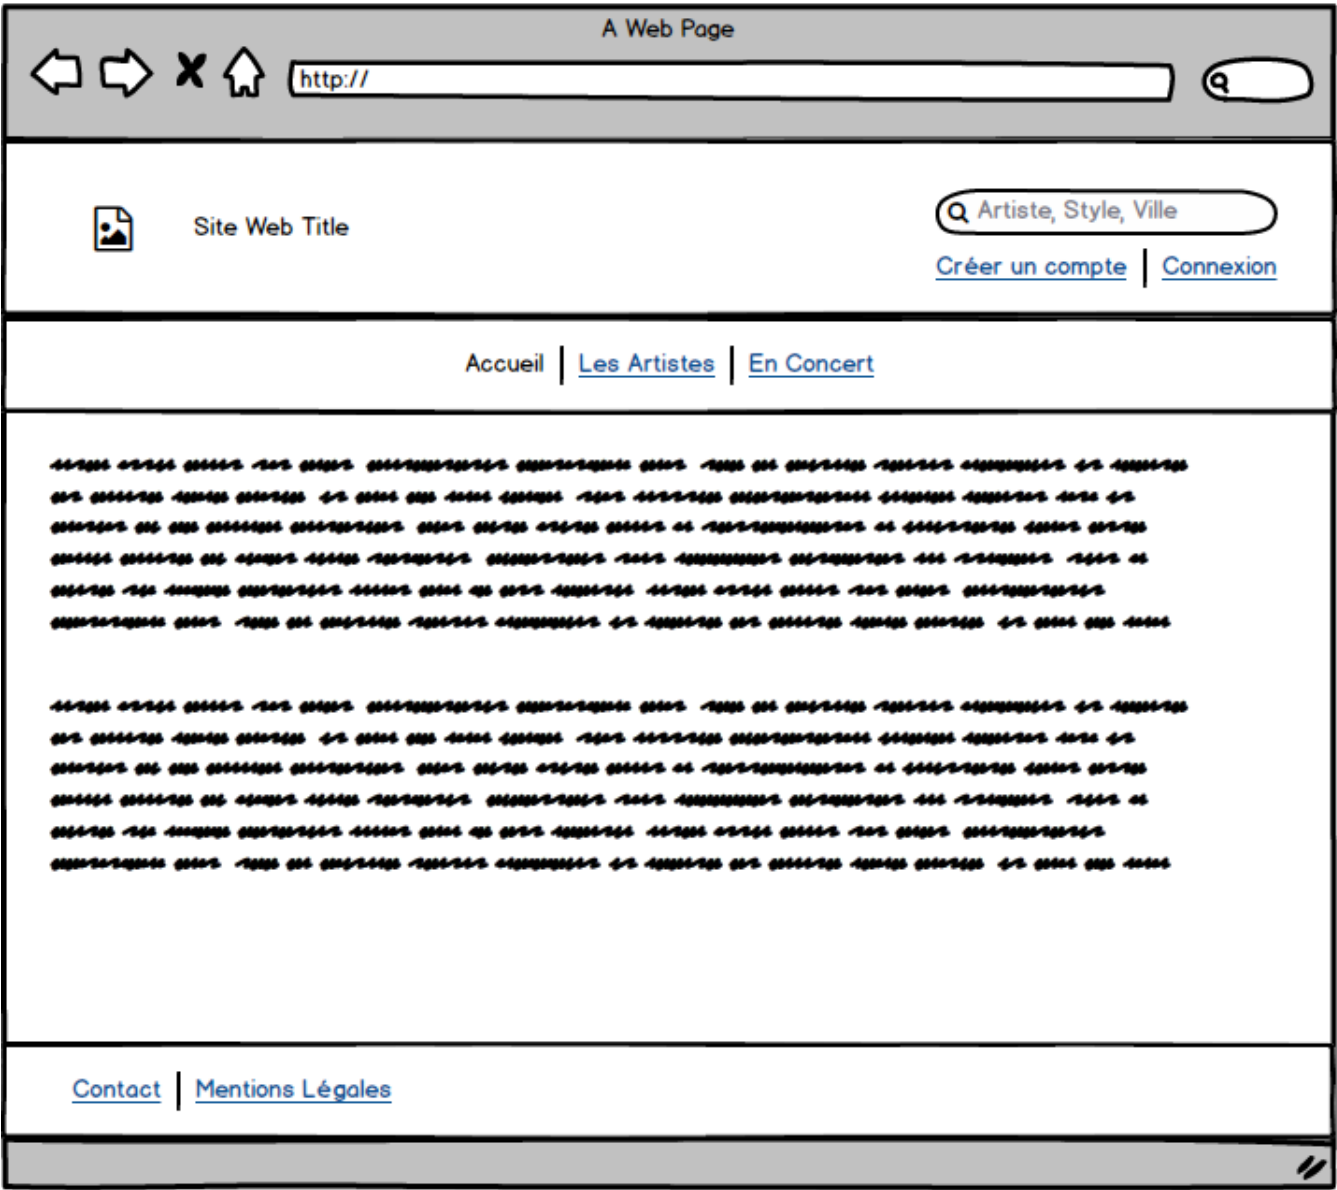 A Web Page
http://
Site Web Title
Artiste, Style, Ville
Créer un compte | Connexion
Accueil | Les Artistes | En Concert
Contact | Mentions Légales